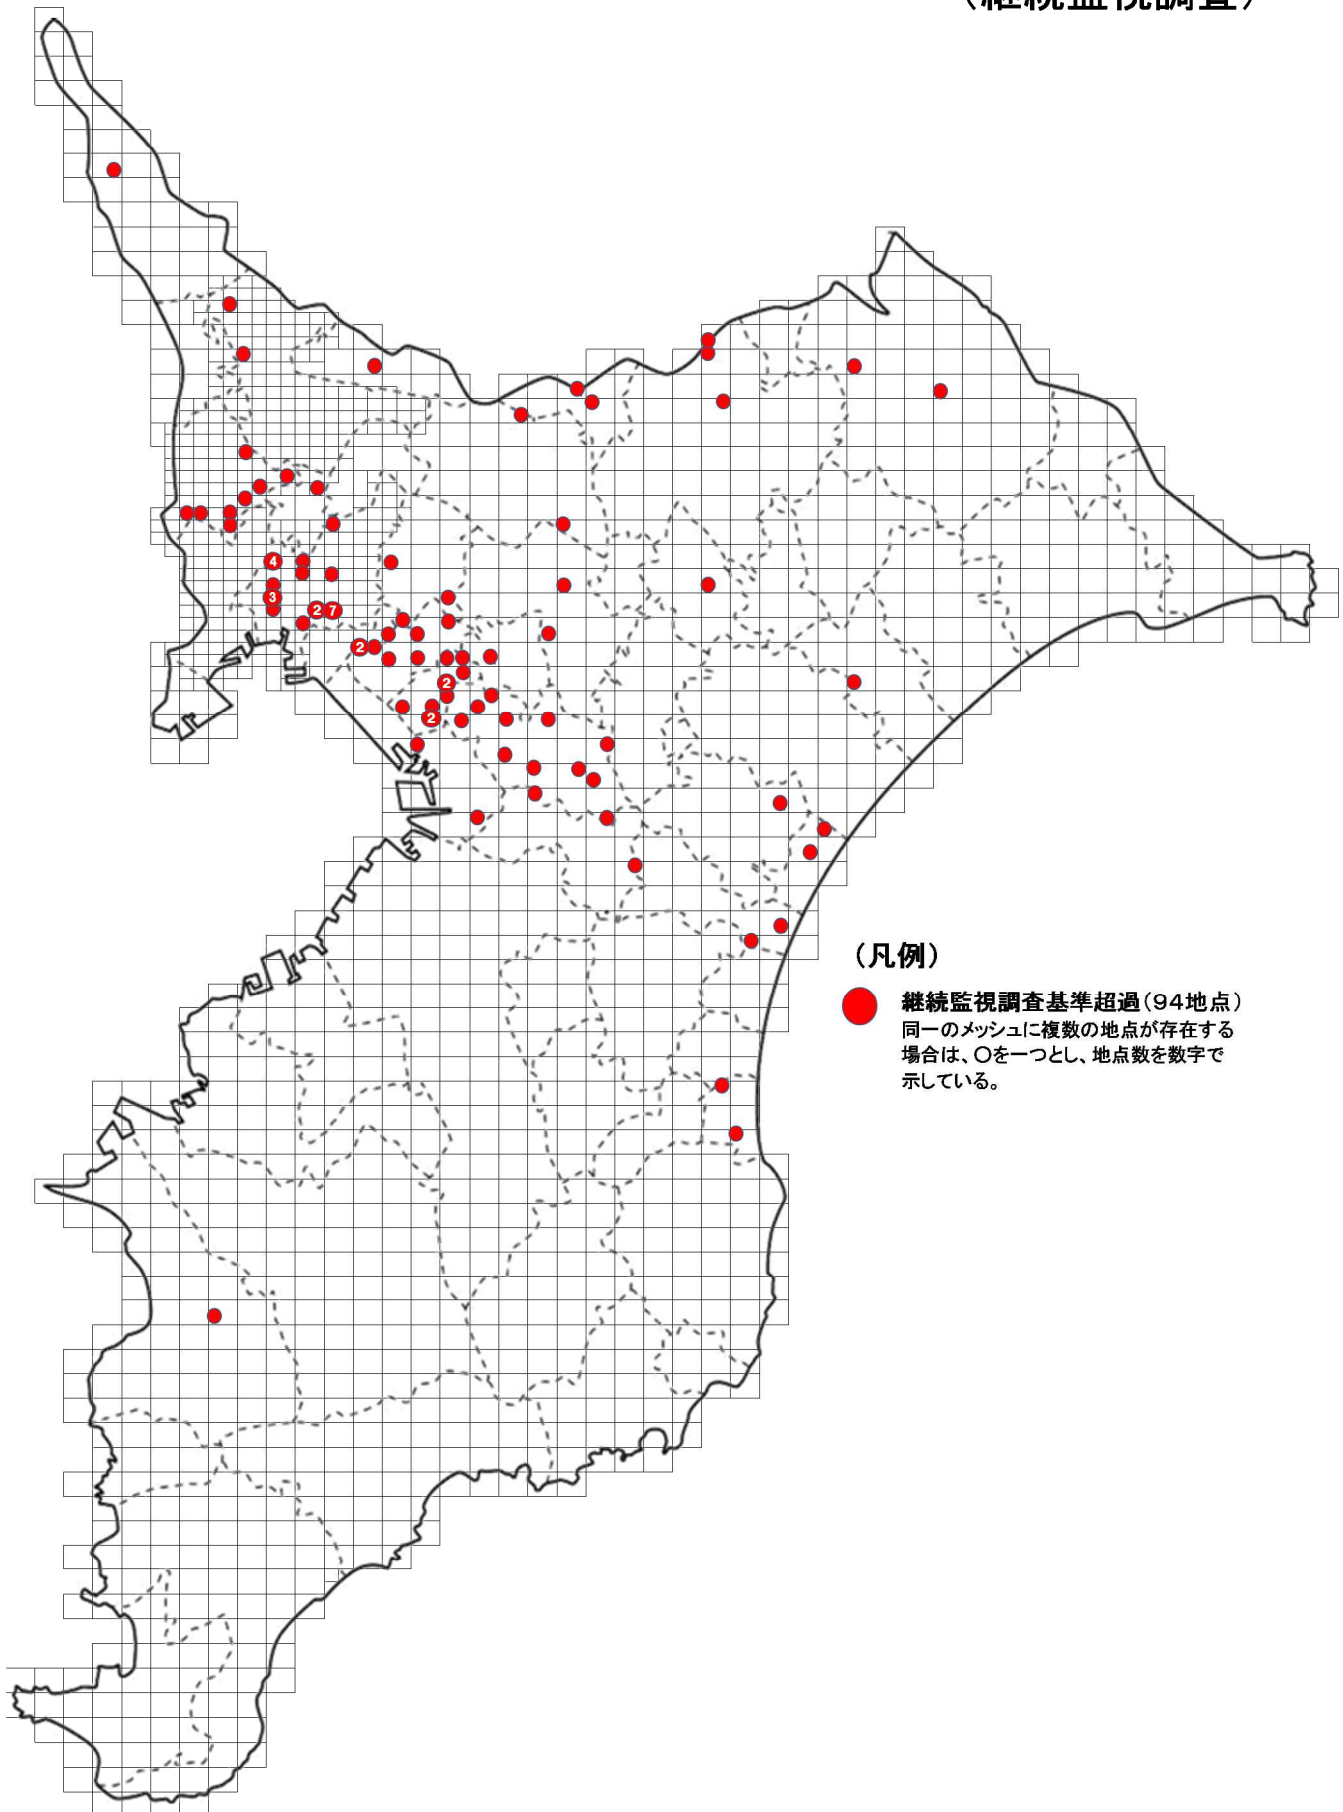 (継続監視調査)
4
3
2 7
2
2
2
(凡例)
継続監視調査基準超過(94地点)
同一のメッシュに複数の地点が存在する
場合は、○を一つとし、地点数を数字で
示している。